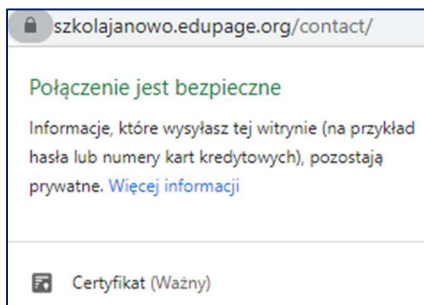 szkolajanowo.edupage.org/contact/
Połączenie jest bezpieczne
Informacje, które wysyłasz tej witrynie (na przykład
hasła lub numery kart kredytowych), pozostają
prywatne. Więcej informacji
Certyfikat (Ważny)